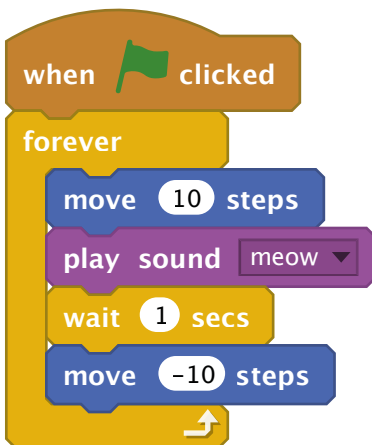 when clicked
forever
move 10 steps
play sound meow
wait 1 secs
move -10 steps